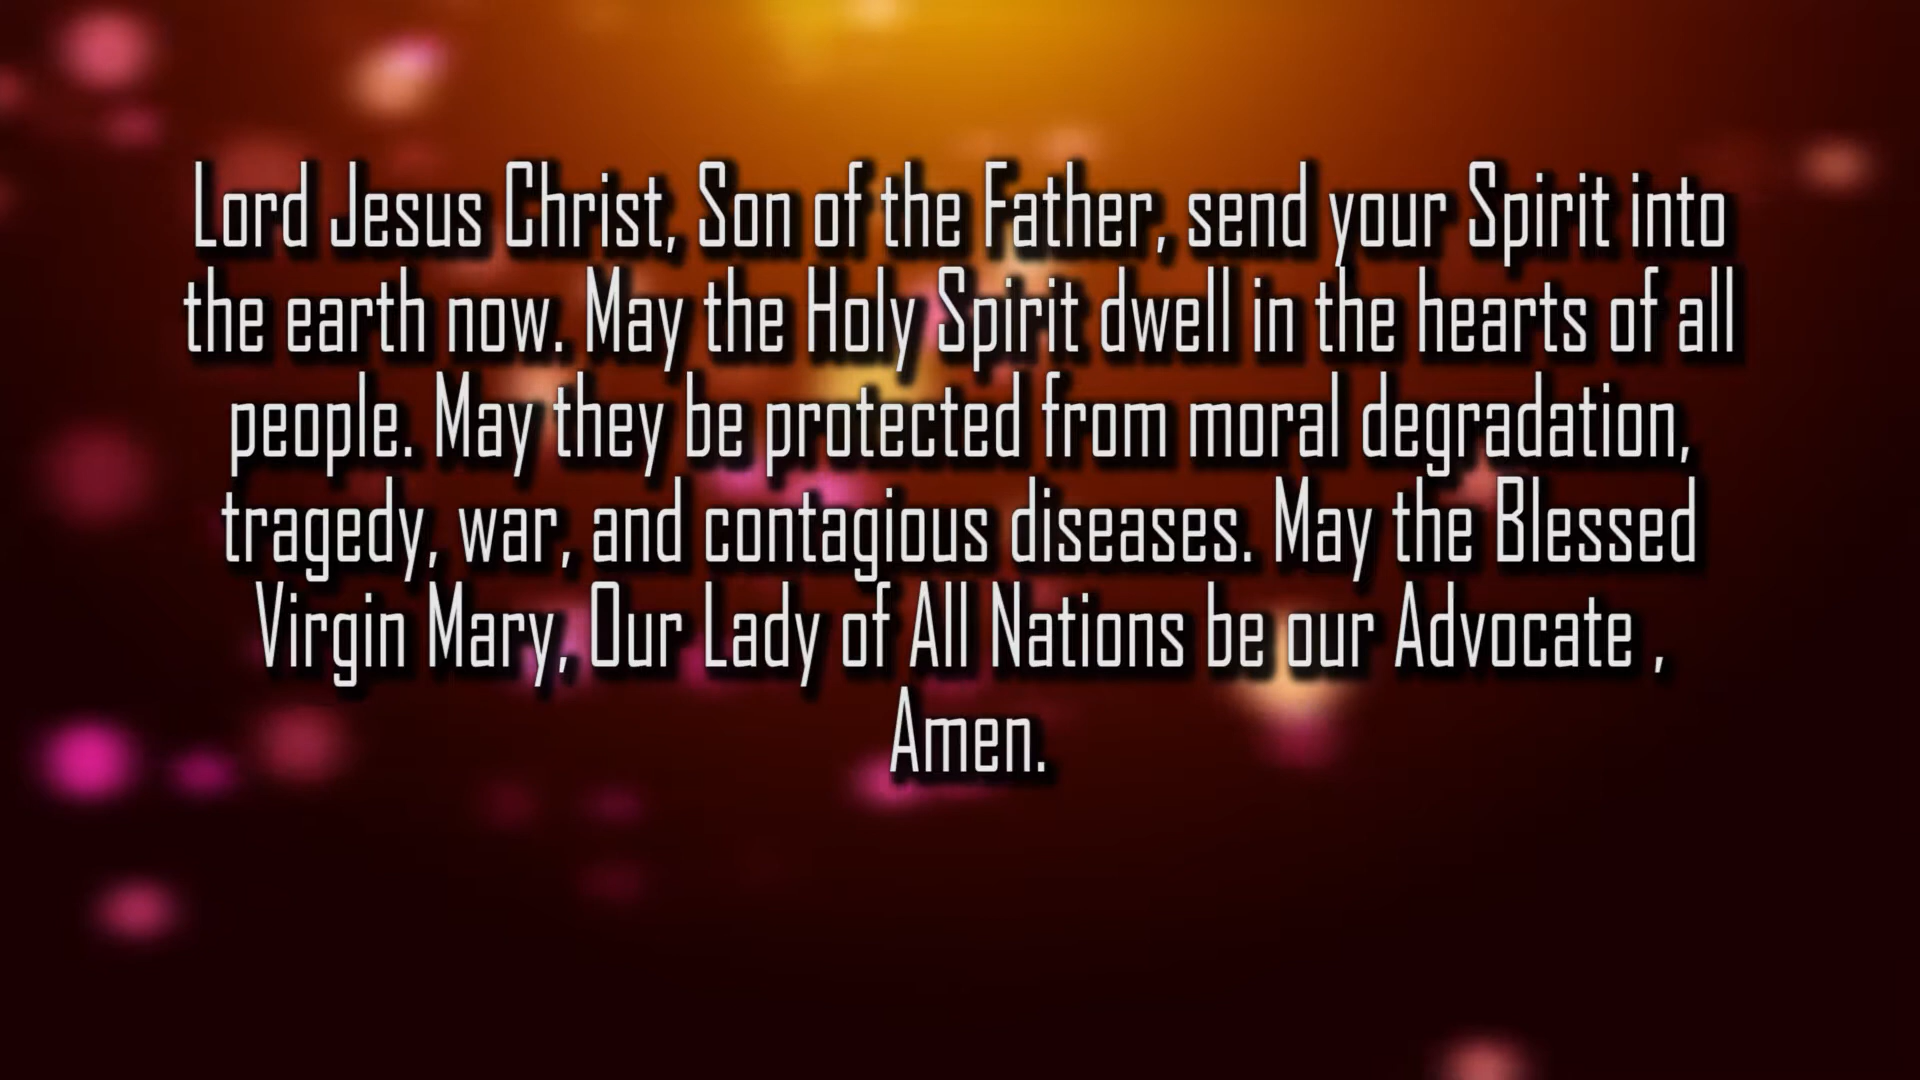 Lord Jesus Christ, Son of the Father, send your Spirit into
the earth now. May the Holy Spirit dwell in the hearts of all
people. May they be protected from moral degradation,
tragedy, war, and contagious diseases. May the Blessed
Virgin Mary, Our Lady of All Nations be our Advocate ,
Amen.